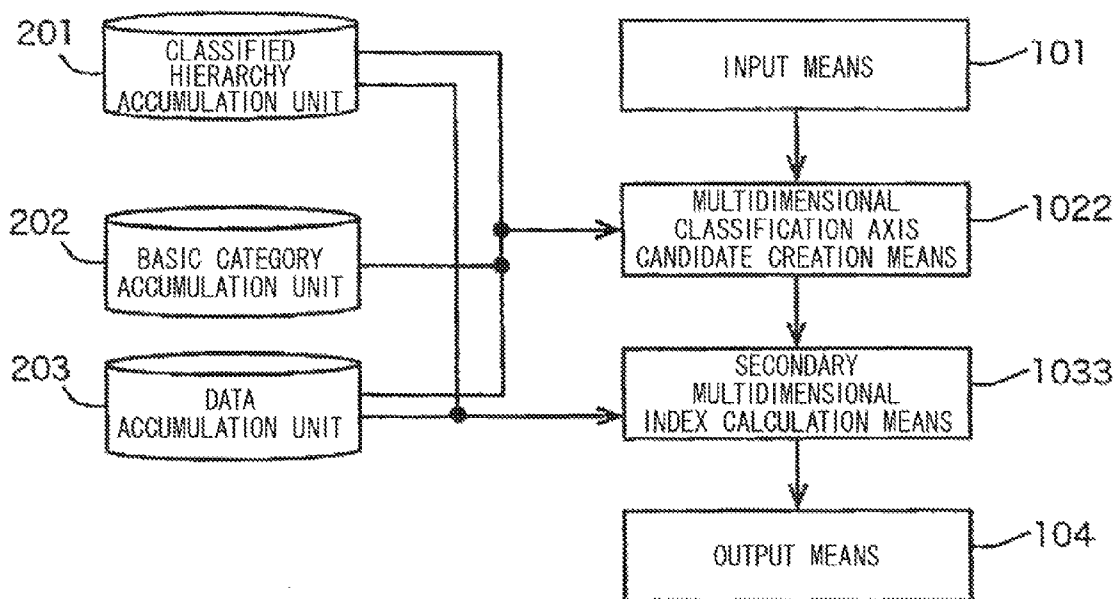 201
CLASSIFIED
HIERARCHY
ACCUMULATION UNIT
INPUT MEANS
101
202
BASIC CATEGORY
ACCUMULATION UNIT
MULTIDIMENSIONAL
CLASSIFICATION AXIS
CANDIDATE CREATION MEANS
1022
203
DATA
ACCUMULATION UNIT
SECONDARY
MULTIDIMENSIONAL
INDEX CALCULATION MEANS
1033
OUTPUT MEANS
104